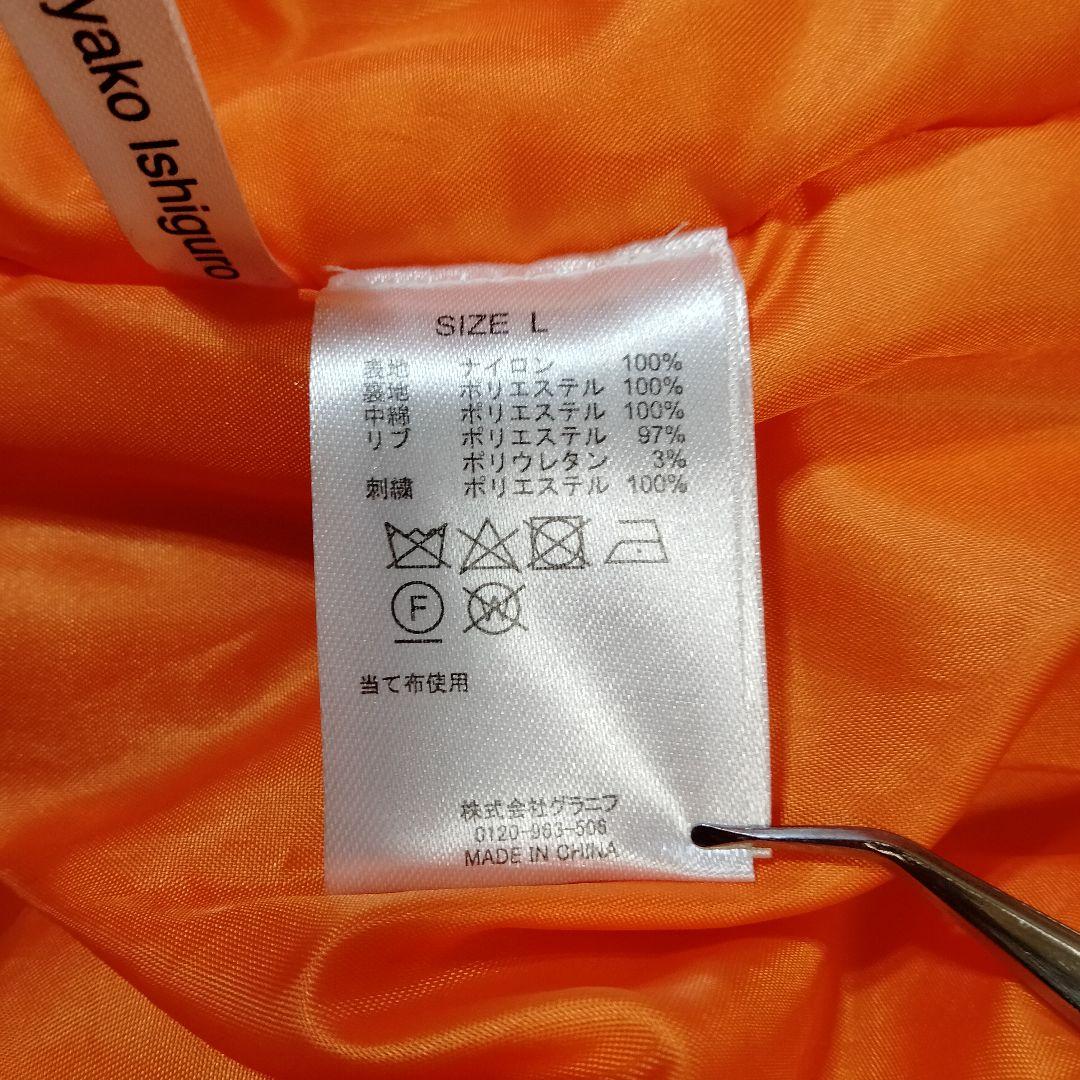 yako Ishiguro
SIZE L
表地 ナイロン 100%
裏地 ポリエステル 100%
中綿 ポリエステル 100%
リブ ポリエステル 97%
ポリウレタン 3%
刺繍 ポリエステル 100%
F
W
当て布使用
株式会社グラニフ
0120-983-506
MADE IN CHINA